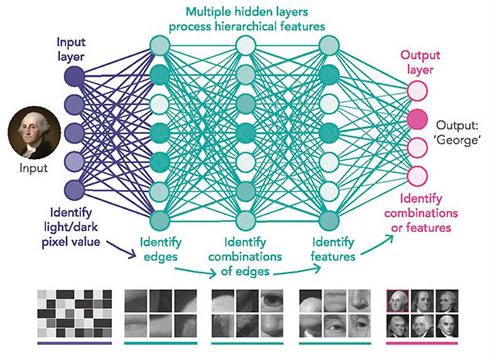 Multiple hidden layers
process hierarchical features
Input
layer
Output
layer
Input
Output:
'George'
Identify
light/dark
pixel value
Identify
edges
Identify
combinations
of edges
Identify
features
Identify
combinations
or features